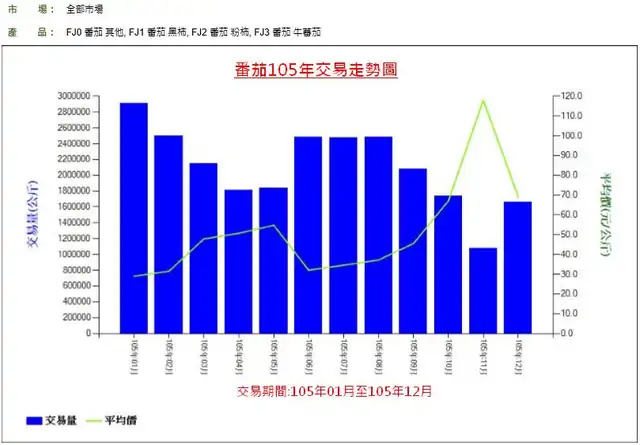 市 場： 全部市場
產 品： FJ0 番茄 其他, FJ1 番茄 黑柿, FJ2 番茄 粉柿, FJ3 番茄 牛蕃茄
番茄105年交易走勢圖
3000000
2800000
2600000
2400000
2200000
2000000
1800000
1600000
1400000
1200000
1000000
800000
600000
400000
200000
0
交易量(公斤)
120.0
110.0
100.0
90.0
80.0
70.0
60.0
50.0
40.0
30.0
20.0
10.0
0.0
平均價(元/公斤)
105年01月
105年02月
105年03月
105年04月
105年05月
105年06月
105年07月
105年08月
105年09月
105年10月
105年11月
105年12月
交易期間:105年01月至105年12月
交易量 平均價